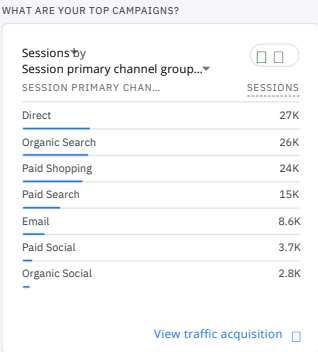 WHAT ARE YOUR TOP CAMPAIGNS?
Sessions by
Session primary channel group...
SESSION PRIMARY CHAN... SESSIONS
Direct 27K
Organic Search 26K
Paid Shopping 24K
Paid Search 15K
Email 8.6K
Paid Social 3.7K
Organic Social 2.8K
View traffic acquisition